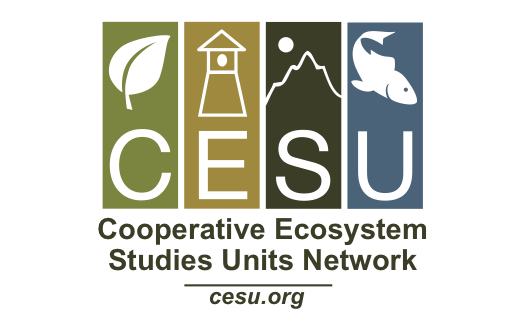 CESU
Cooperative Ecosystem
Studies Units Network
cesu.org